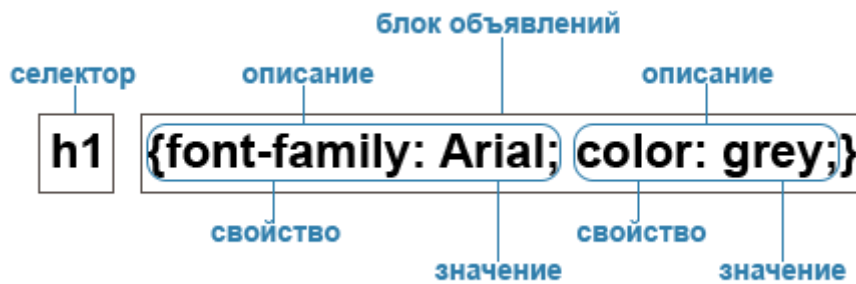 блок объявлений
селектор описание описание
h1 {font-family: Arial; color: grey;}
свойство свойство
значение значение